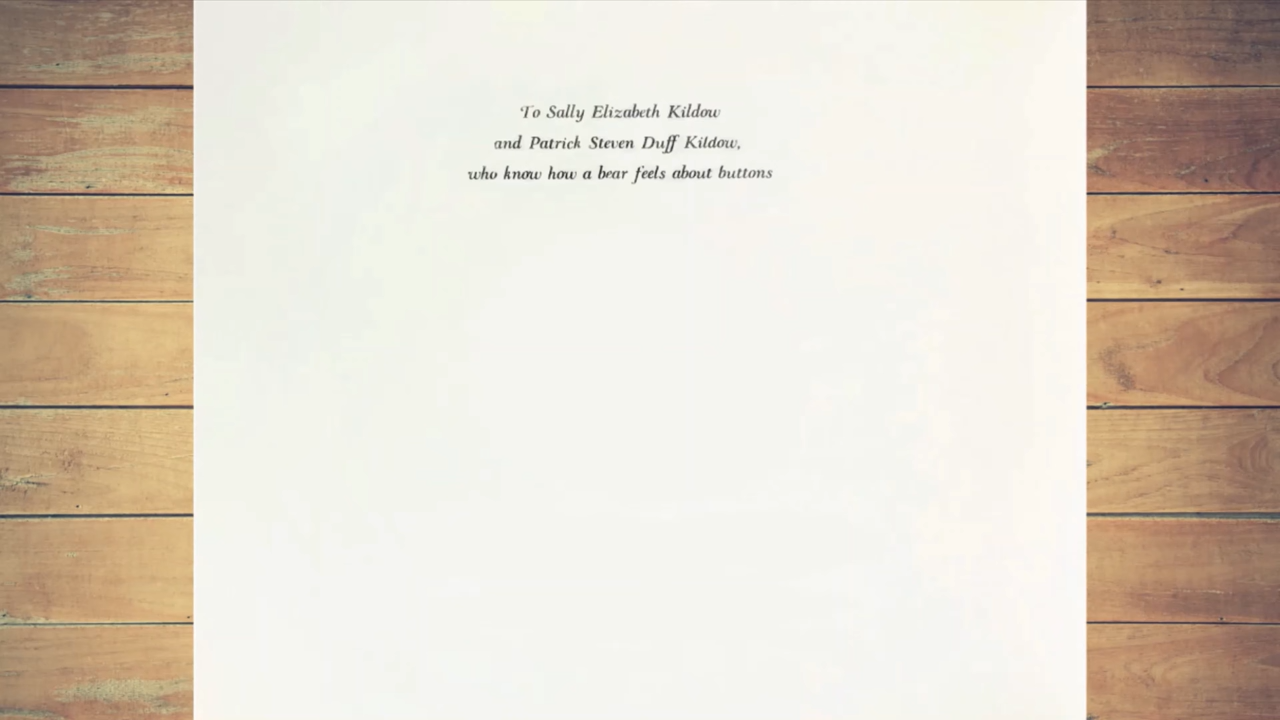 To Sally Elizabeth Kildow
and Patrick Steven Duff Kildow,
who know how a bear feels about buttons